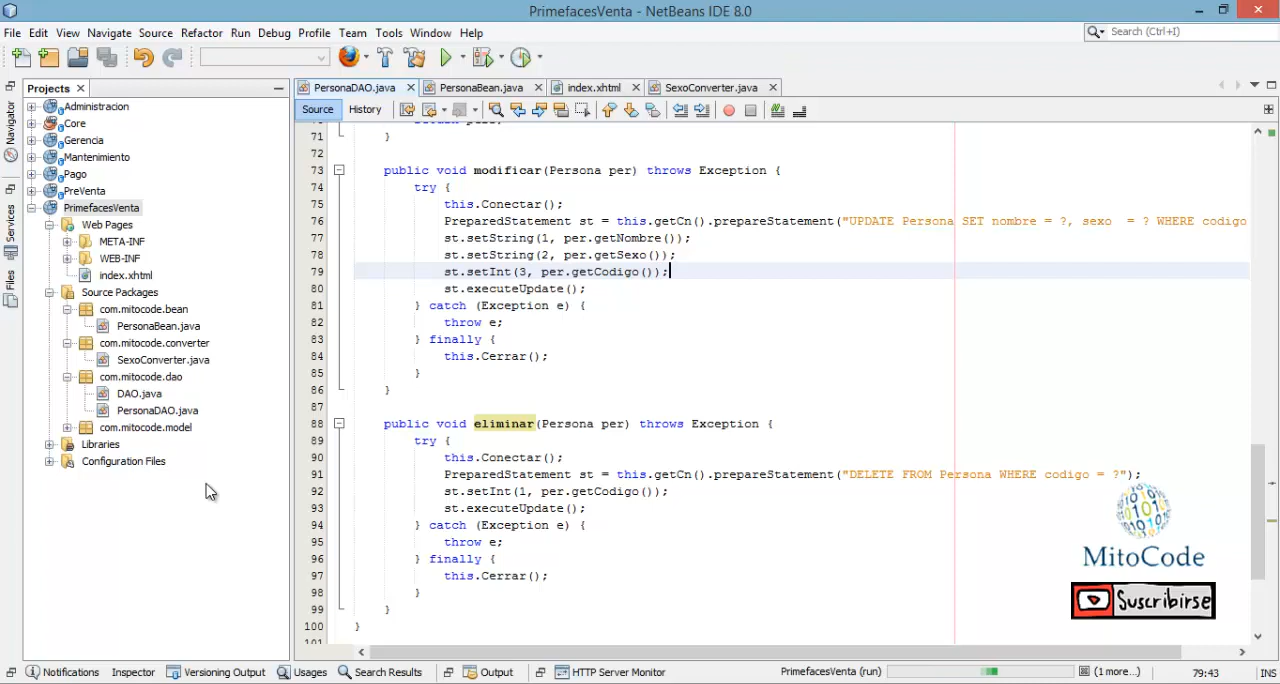 PrimefacesVenta - NetBeans IDE 8.0
File Edit View Navigate Source Refactor Run Debug Profile Team Tools Window Help
Search (Ctrl+I)
Projects
PersonaDAO.java PersonaBean.java index.xhtml SexoConverter.java
Source History
Navigator
Services
Files
Administracion
Core
Gerencia
Mantenimiento
Pago
PreVenta
PrimefacesVenta
Web Pages
META-INF
WEB-INF
index.xhtml
Source Packages
com.mitocode.bean
PersonaBean.java
com.mitocode.converter
SexoConverter.java
com.mitocode.dao
DAO.java
PersonaDAO.java
com.mitocode.model
Libraries
Configuration Files
71 }
72
73 public void modificar(Persona per) throws Exception {
74 try {
75 this.Conectar();
76 PreparedStatement st = this.getCn().prepareStatement("UPDATE Persona SET nombre = ?, sexo  = ? WHERE codigo
77 st.setString(1, per.getNombre());
78 st.setString(2, per.getSexo());
79 st.setInt(3, per.getCodigo());
80 st.executeUpdate();
81 } catch (Exception e) {
82 throw e;
83 } finally {
84 this.Cerrar();
85 }
86 }
87
88 public void eliminar(Persona per) throws Exception {
89 try {
90 this.Conectar();
91 PreparedStatement st = this.getCn().prepareStatement("DELETE FROM Persona WHERE codigo = ?");
92 st.setInt(1, per.getCodigo());
93 st.executeUpdate();
94 } catch (Exception e) {
95 throw e;
96 } finally {
97 this.Cerrar();
98 }
99 }
100 }
101
MitoCode
Suscribirse
Notifications Inspector Versioning Output Usages Search Results Output HTTP Server Monitor PrimefacesVenta (run) (1 more...) 79:43 INS